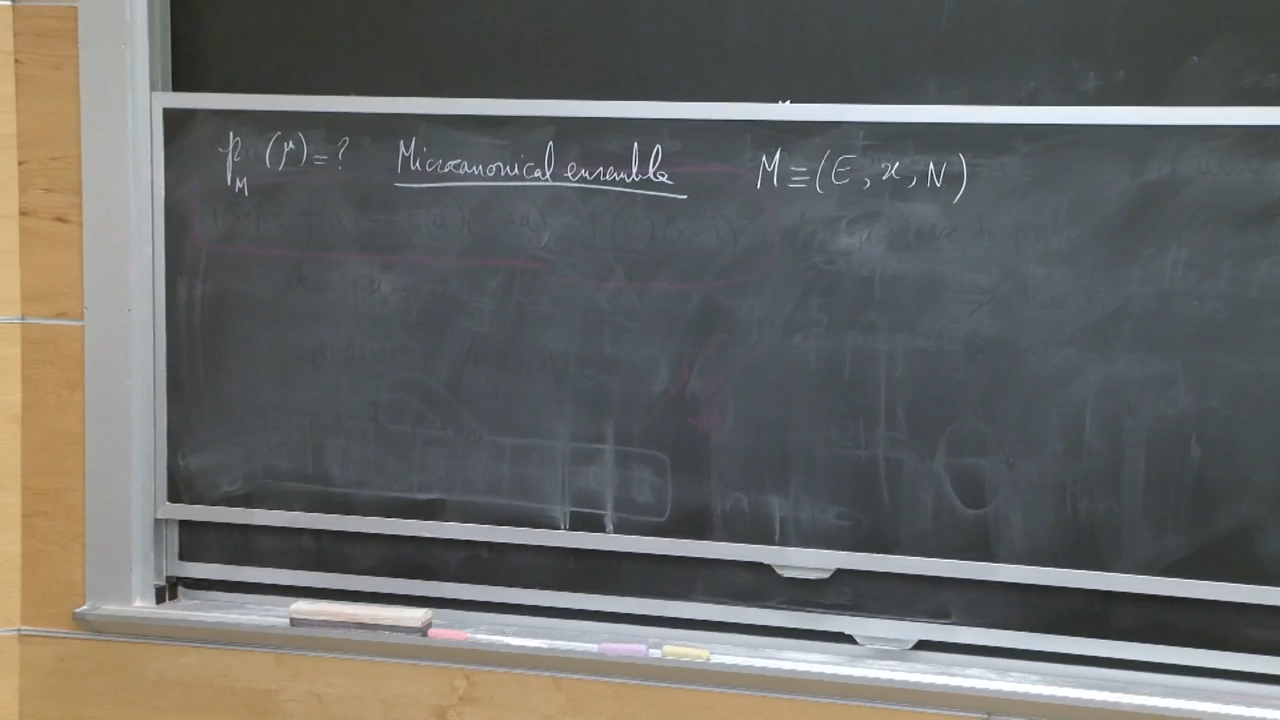 p_M (μ) = ? Microcanonical ensemble M ≡ (E, x, N)